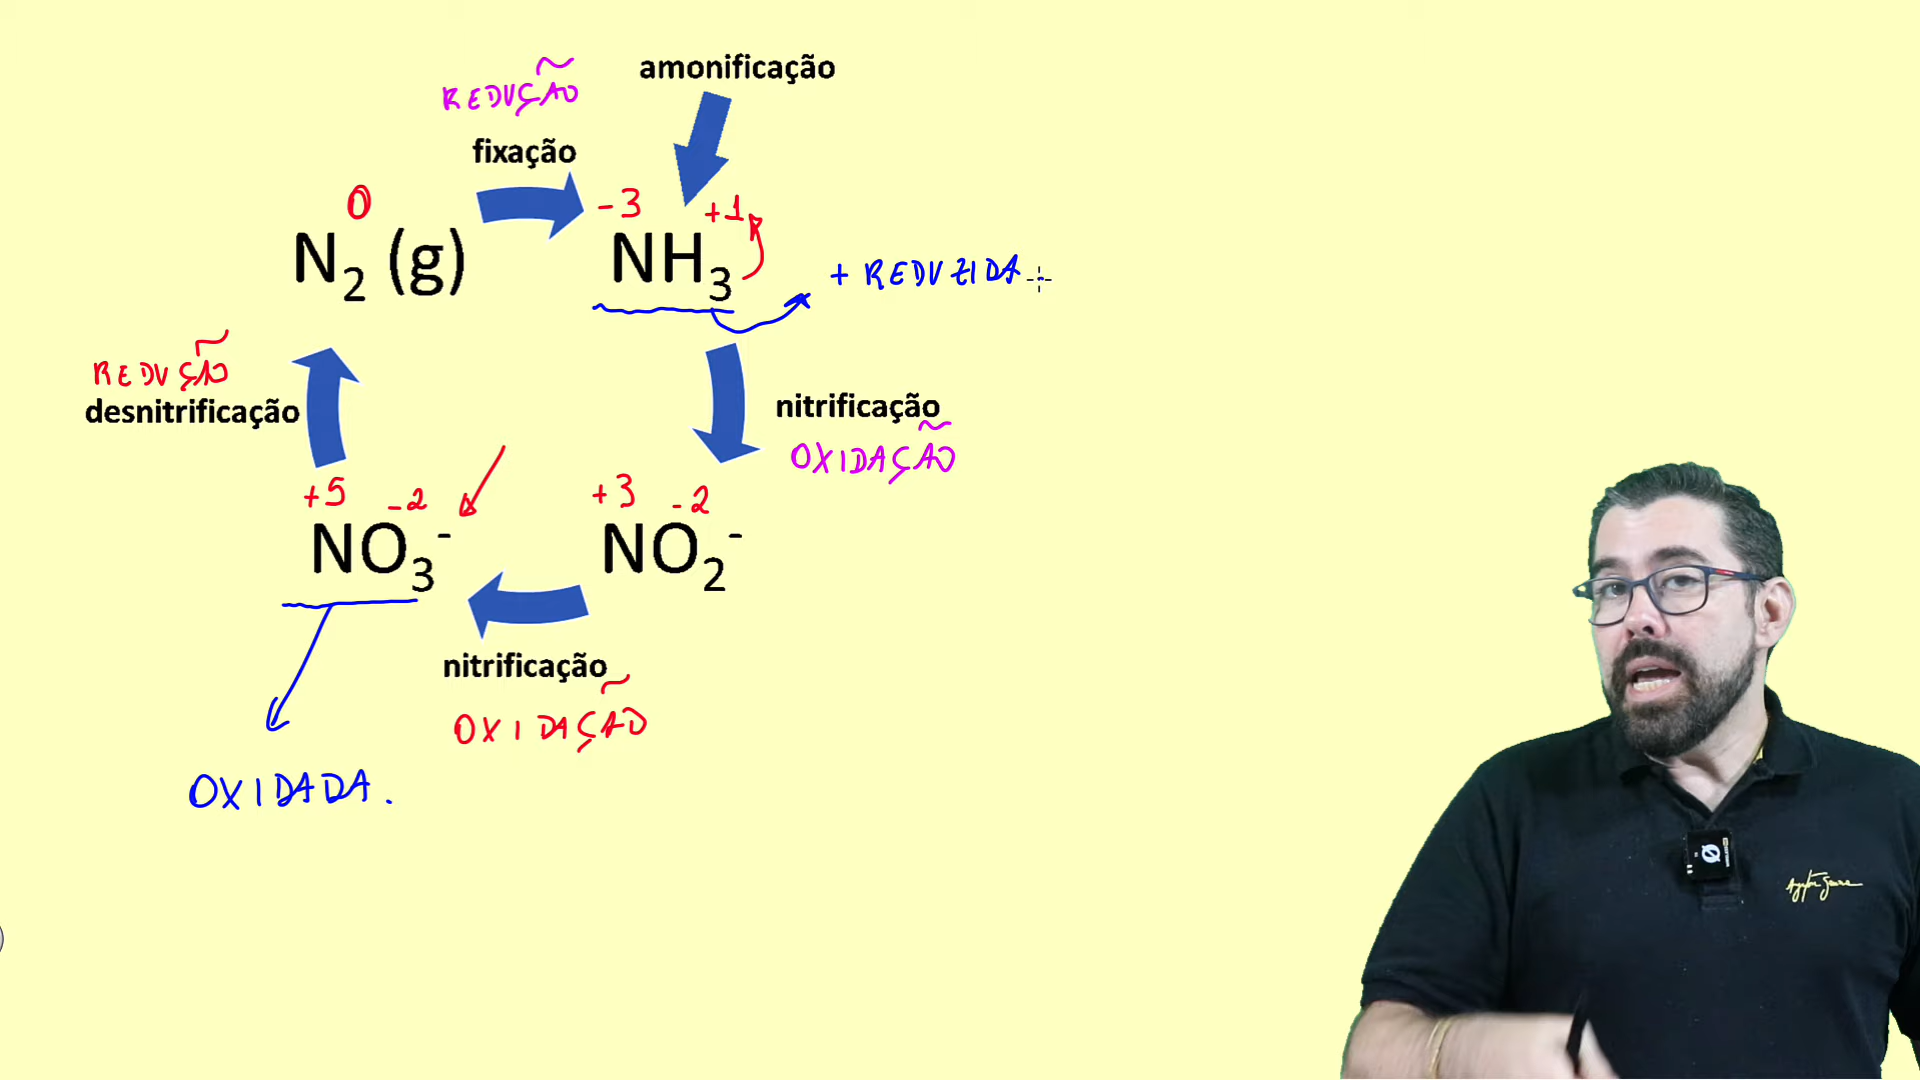 amonificação
REDUÇÃO
fixação
0
-3
+1
N2 (g)
NH3
+ REDUZIDA
REDUÇÃO
desnitrificação
nitrificação
OXIDAÇÃO
+5
-2
+3
-2
NO3-
NO2-
nitrificação
OXIDAÇÃO
OXIDADA.